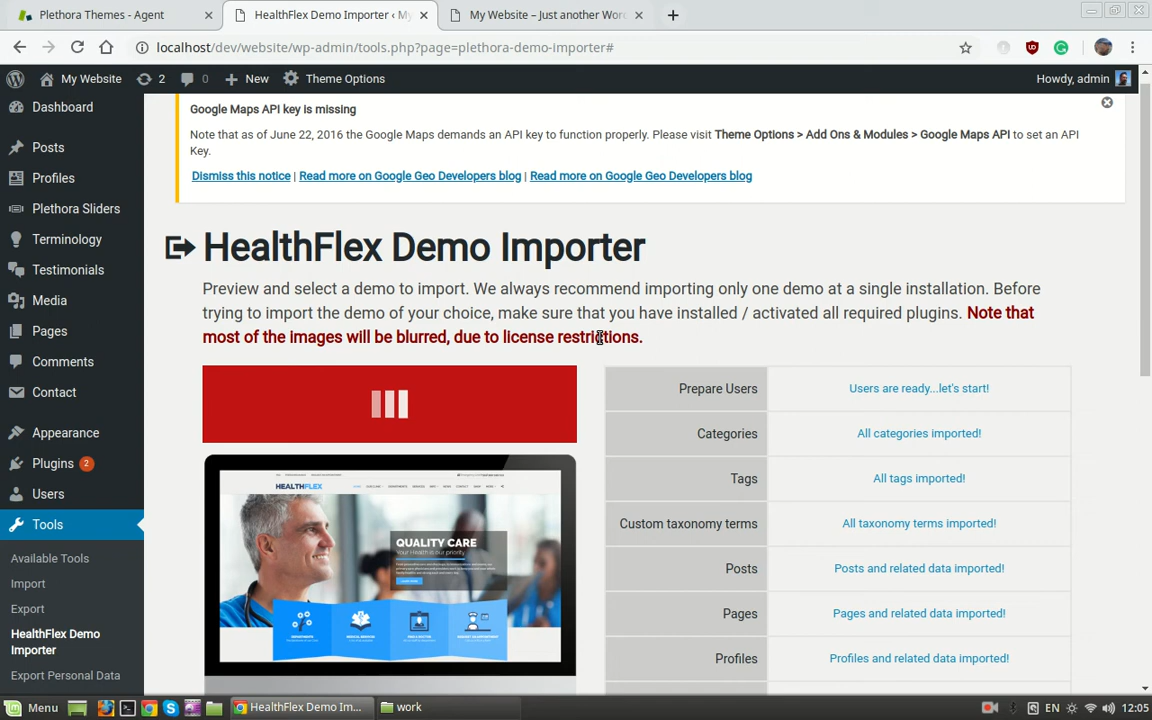 Plethora Themes - Agent
HealthFlex Demo Importer ‹ My
My Website – Just another Wor
localhost/dev/website/wp-admin/tools.php?page=plethora-demo-importer#
My Website
2
0
New
Theme Options
Howdy, admin
Dashboard
Posts
Profiles
Plethora Sliders
Terminology
Testimonials
Media
Pages
Comments
Contact
Appearance
Plugins 2
Users
Tools
Available Tools
Import
Export
HealthFlex Demo
Importer
Export Personal Data
Google Maps API key is missing
Note that as of June 22, 2016 the Google Maps demands an API key to function properly. Please visit Theme Options > Add Ons & Modules > Google Maps API to set an API
Key.
Dismiss this notice | Read more on Google Geo Developers blog | Read more on Google Geo Developers blog
HealthFlex Demo Importer
Preview and select a demo to import. We always recommend importing only one demo at a single installation. Before
trying to import the demo of your choice, make sure that you have installed / activated all required plugins. Note that
most of the images will be blurred, due to license restrictions.
HEALTHFLEX
QUALITY CARE
Your Health is our priority
Prepare Users Users are ready...let's start!
Categories All categories imported!
Tags All tags imported!
Custom taxonomy terms All taxonomy terms imported!
Posts Posts and related data imported!
Pages Pages and related data imported!
Profiles Profiles and related data imported!
Menu
HealthFlex Demo Im...
work
EN
12:05